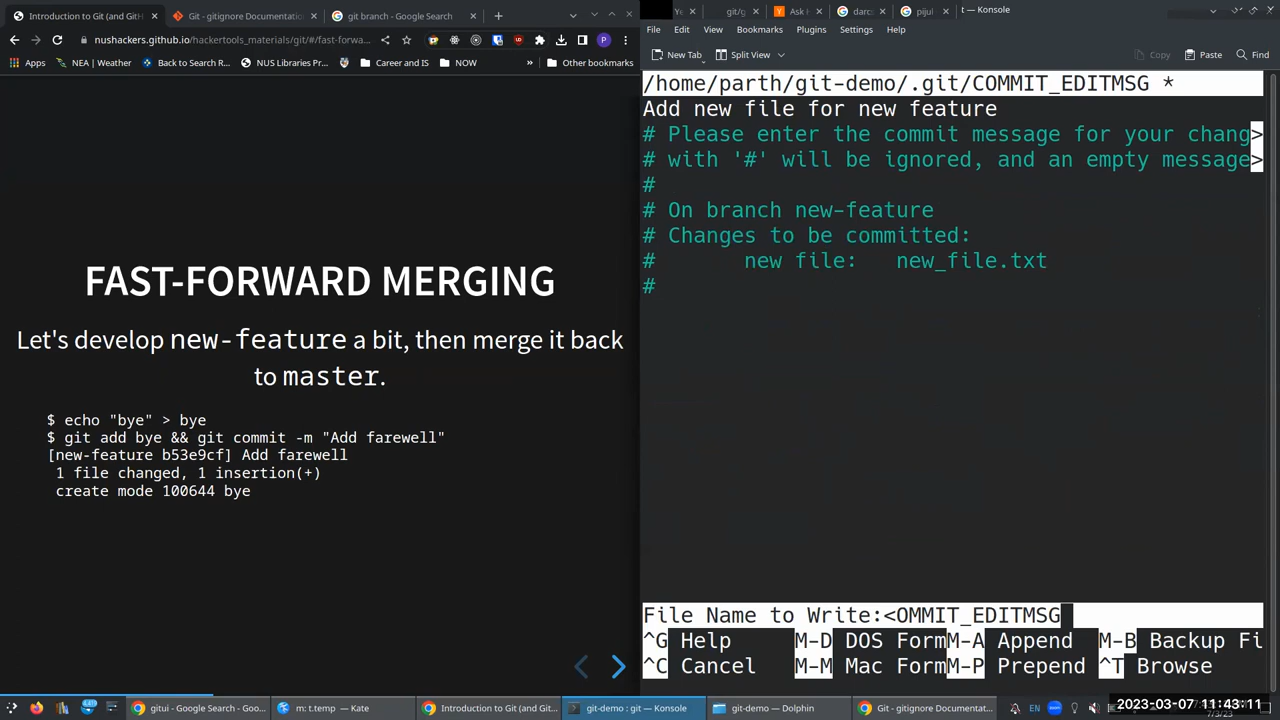 Introduction to Git (and GitH
Git - gitignore Documentatio
git branch - Google Search
nushackers.github.io/hackertools_materials/git/#/fast-forwa...
Apps
NEA | Weather
Back to Search R...
NUS Libraries Pr...
Career and IS
NOW
Other bookmarks
FAST-FORWARD MERGING
Let's develop new-feature a bit, then merge it back
to master.
$ echo "bye" > bye
$ git add bye && git commit -m "Add farewell"
[new-feature b53e9cf] Add farewell
1 file changed, 1 insertion(+)
create mode 100644 bye
git/g
Ask H
darcs
pijul
t — Konsole
File Edit View Bookmarks Plugins Settings Help
New Tab
Split View
Copy
Paste
Find
/home/parth/git-demo/.git/COMMIT_EDITMSG *
Add new file for new feature
# Please enter the commit message for your chang>
# with '#' will be ignored, and an empty message>
#
# On branch new-feature
# Changes to be committed:
#       new file:   new_file.txt
#
File Name to Write:<OMMIT_EDITMSG
^G Help M-D DOS Form M-A Append M-B Backup Fi
^C Cancel M-M Mac Form M-P Prepend ^T Browse
gitui - Google Search - Goo...
m: t.temp — Kate
Introduction to Git (and Git...
git-demo : git — Konsole
git-demo — Dolphin
Git - gitignore Documentati...
EN
2023-03-07 11:43:11
7/3/23